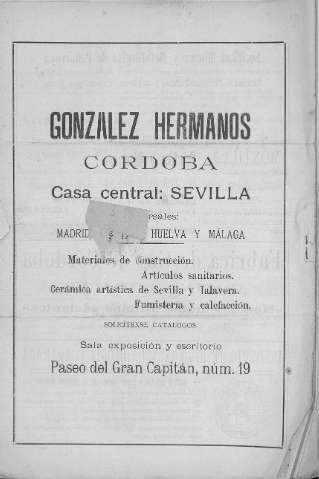 GONZALEZ HERMANOS
CORDOBA
Casa central: SEVILLA
MADRID HUELVA Y MALAGA
Materiales de construcción.
Artículos sanitarios.
Cerámica artística de Sevilla y Talavera.
Fumistería y calefacción.
SOLICÍTENSE CATÁLOGOS
Sala exposición y escritorio
Paseo del Gran Capitán, núm. 19